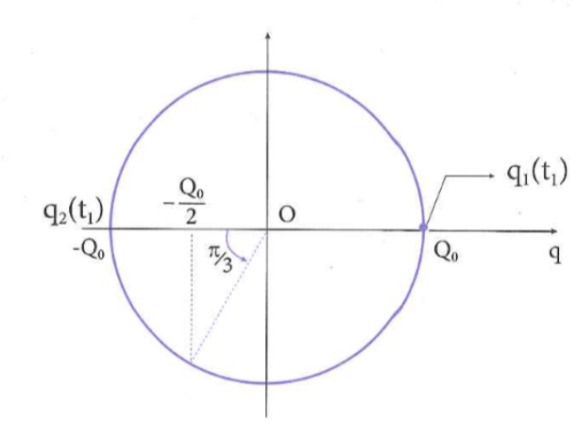 q₁(t₁)
-Q₀/2
q₂(t₁)
O
-Q₀
π/3
Q₀
q